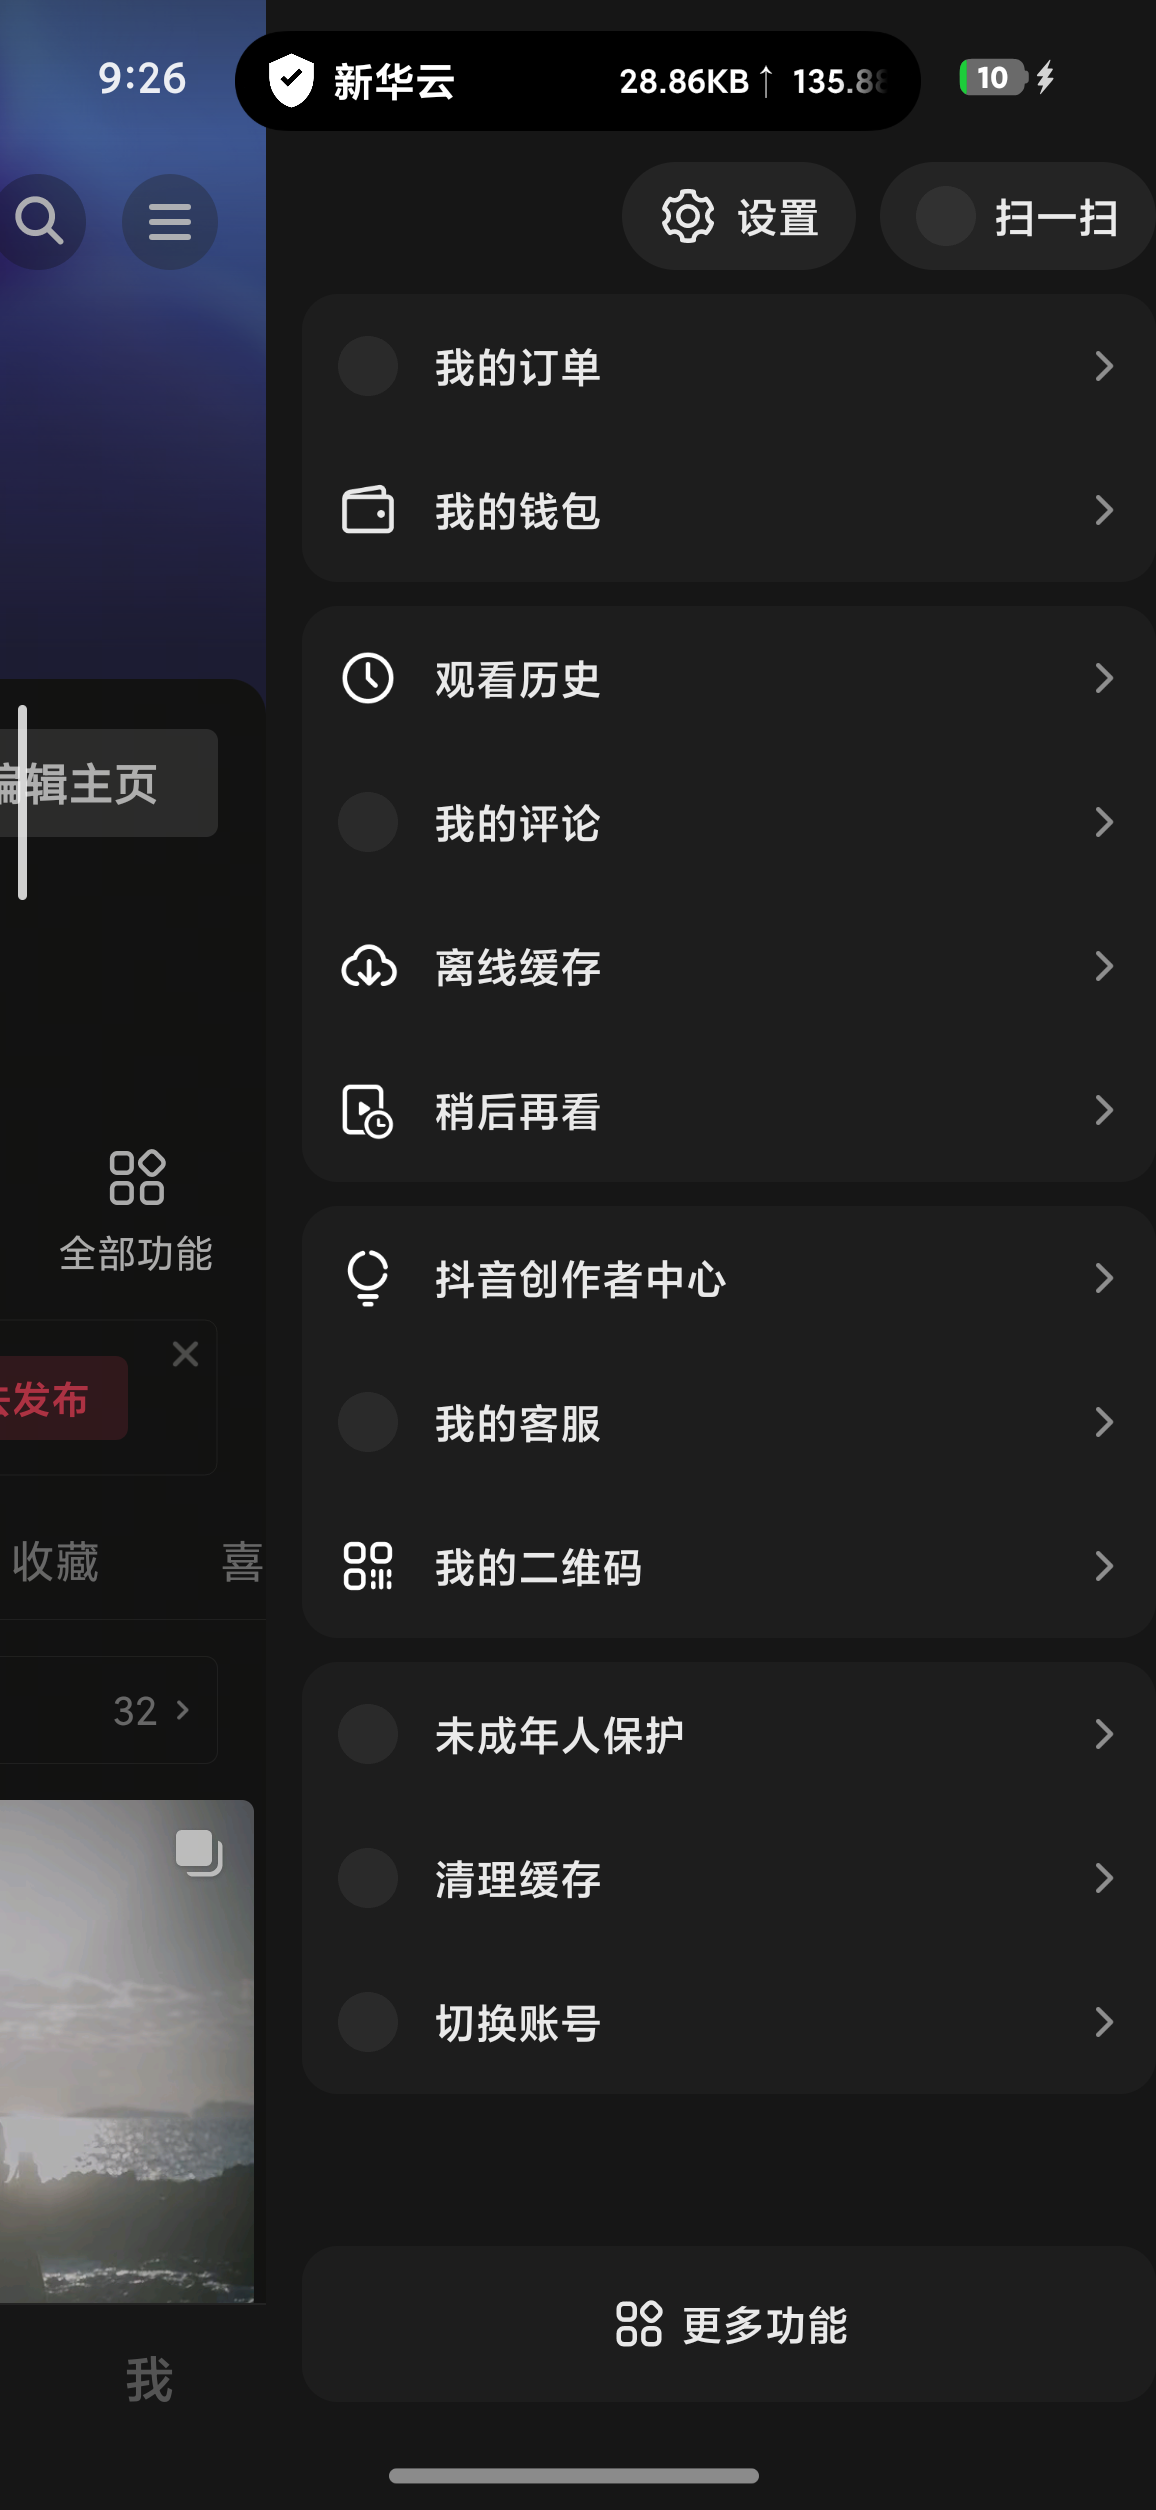 9:26
新华云
28.86KB↑ 135.88
10
设置
扫一扫
我的订单
我的钱包
观看历史
编辑主页
我的评论
离线缓存
稍后再看
全部功能
抖音创作者中心
去发布
我的客服
收藏
喜
我的二维码
32
未成年人保护
清理缓存
切换账号
更多功能
我